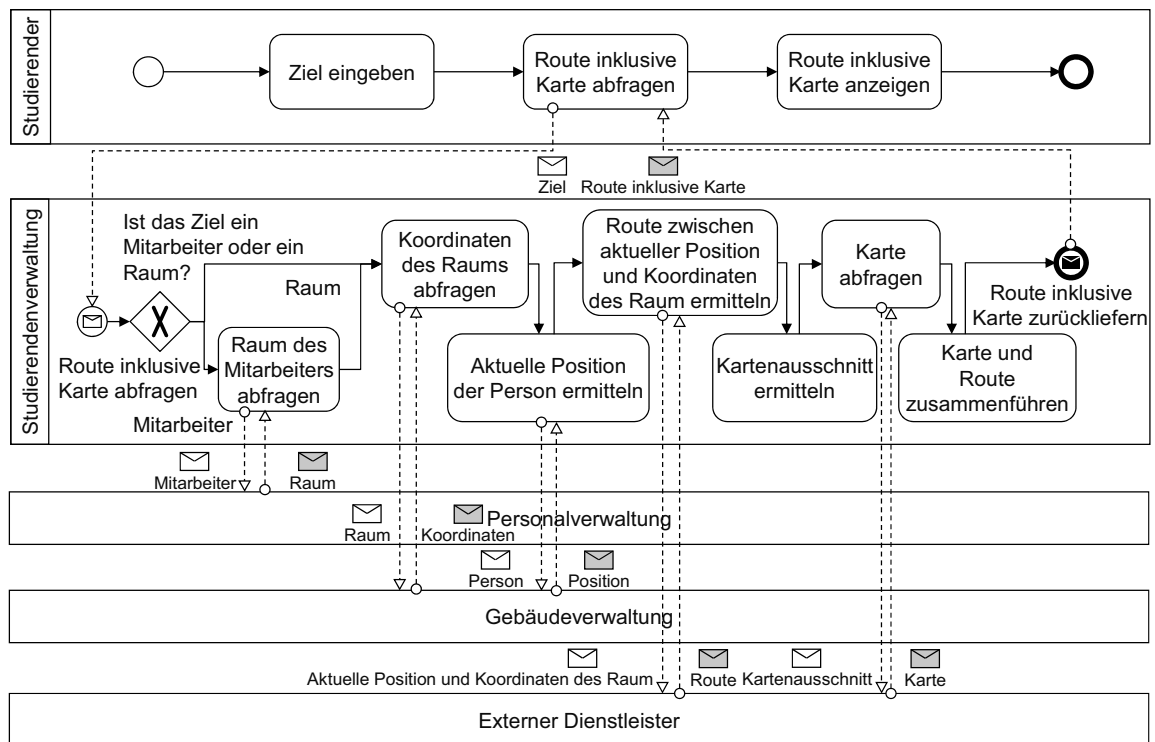 Studierender
Ziel eingeben
Route inklusive
Karte abfragen
Route inklusive
Karte anzeigen
Ziel
Route inklusive Karte
Studierendenverwaltung
Ist das Ziel ein
Mitarbeiter oder ein
Raum?
Route inklusive
Karte abfragen
Raum
Mitarbeiter
Raum des
Mitarbeiters
abfragen
Koordinaten
des Raums
abfragen
Aktuelle Position
der Person ermitteln
Route zwischen
aktueller Position
und Koordinaten
des Raum ermitteln
Kartenausschnitt
ermitteln
Karte
abfragen
Karte und
Route
zusammenführen
Route inklusive
Karte zurückliefern
Mitarbeiter
Raum
Personalverwaltung
Raum
Koordinaten
Person
Position
Gebäudeverwaltung
Aktuelle Position und Koordinaten des Raum
Route
Kartenausschnitt
Karte
Externer Dienstleister